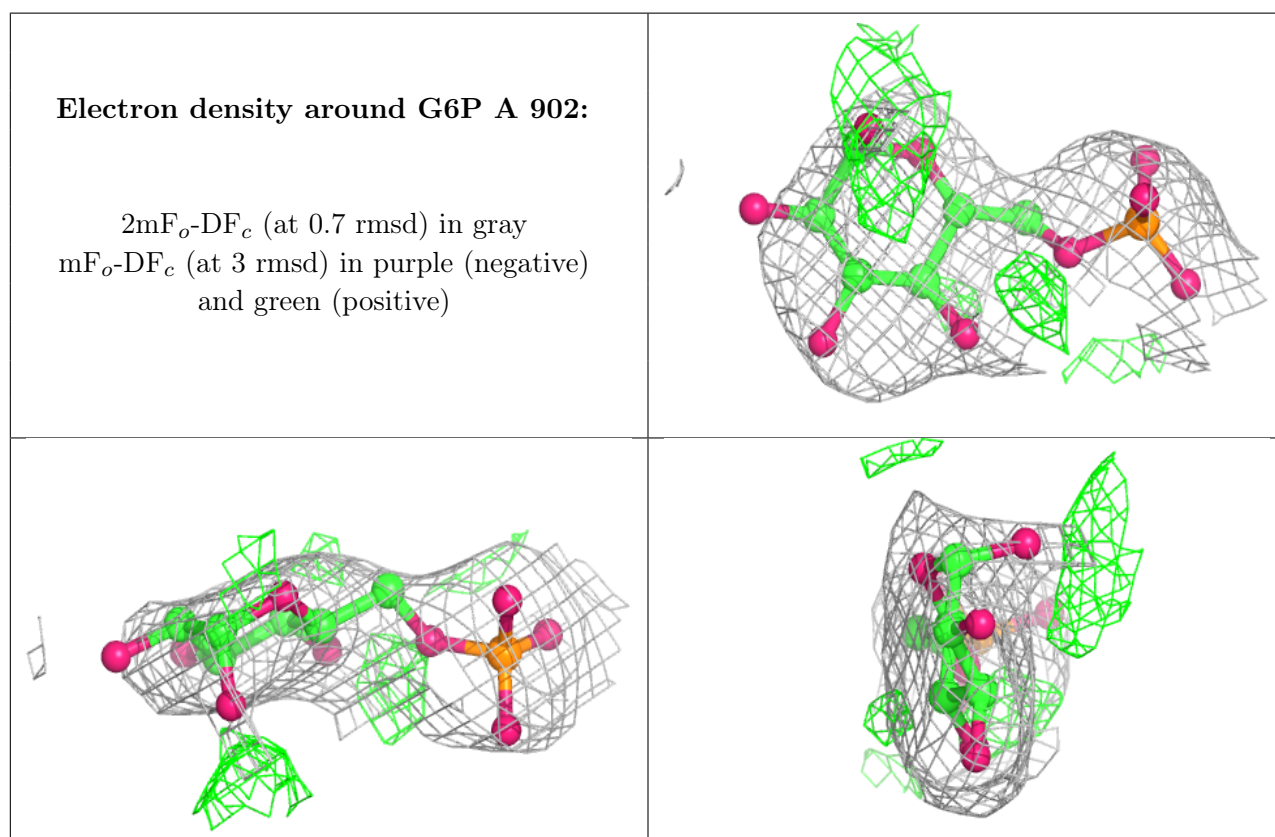 Electron density around G6P A 902:
2mFo-DFc (at 0.7 rmsd) in gray
mFo-DFc (at 3 rmsd) in purple (negative)
and green (positive)